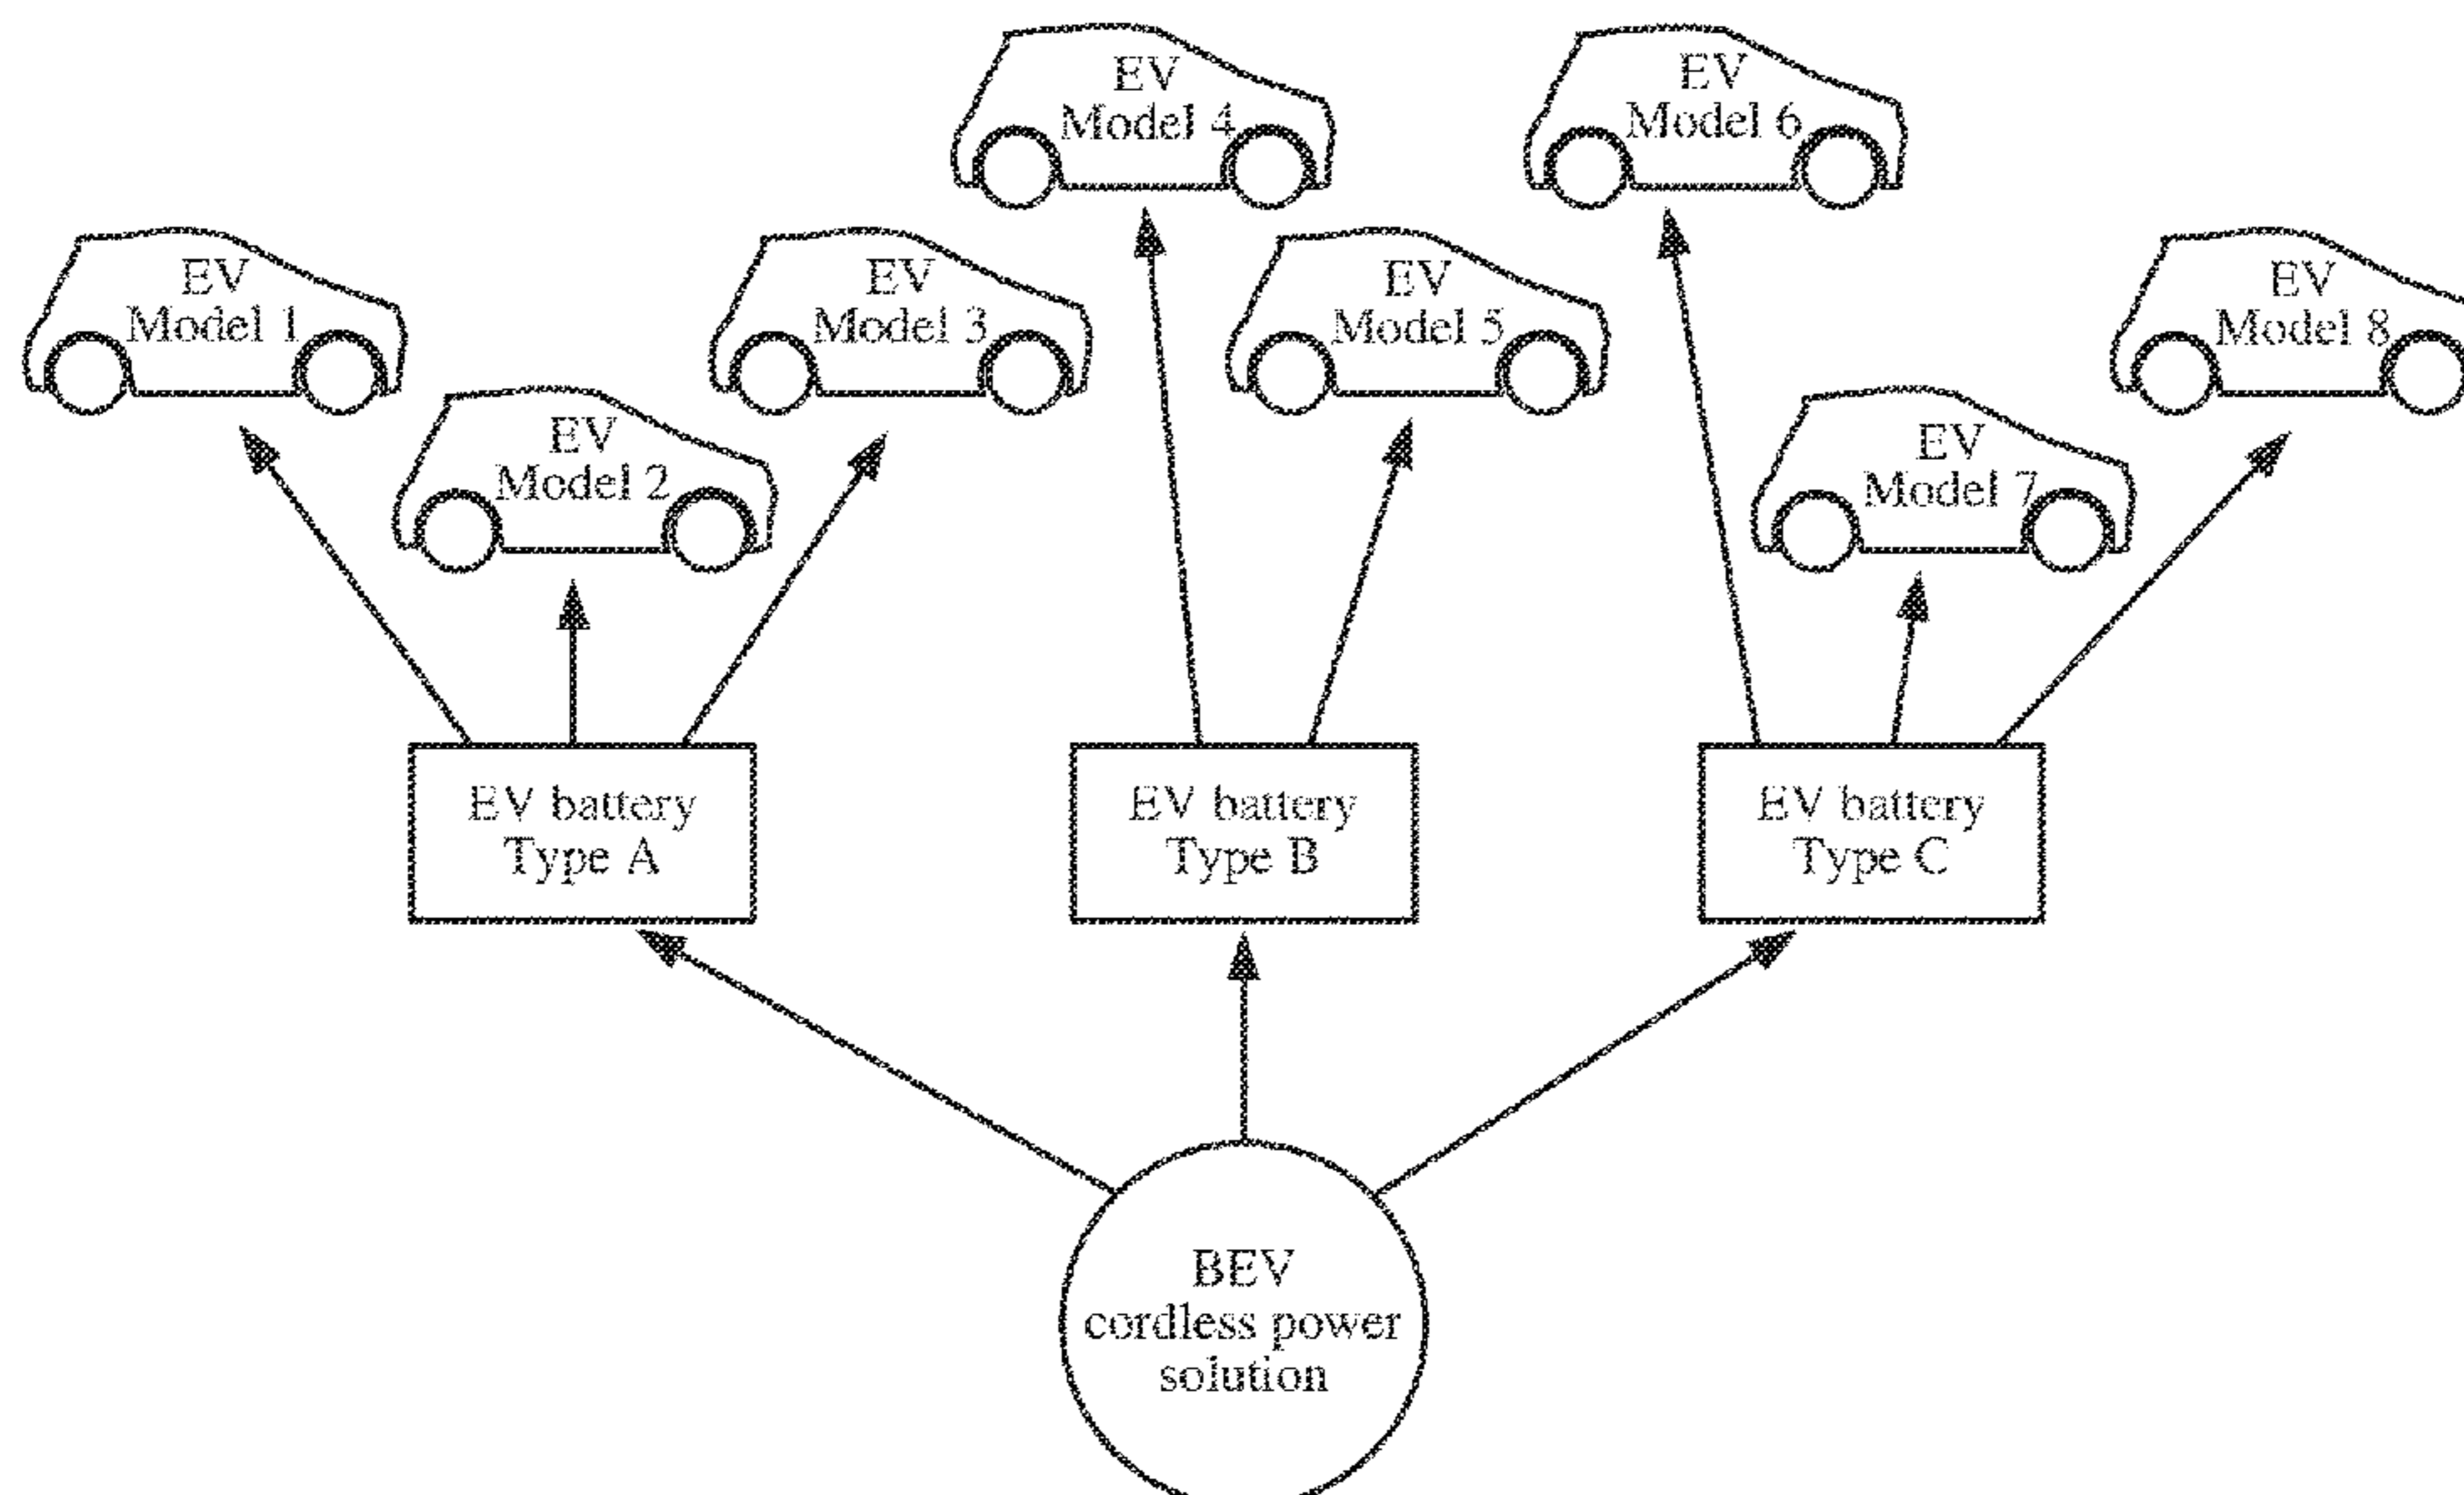 EV
Model 4
EV
Model 6
EV
Model 1
EV
Model 3
EV
Model 5
EV
Model 8
EV
Model 2
EV
Model 7
EV battery
Type A
EV battery
Type B
EV battery
Type C
BEV
cordless power
solution